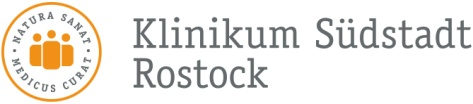 NATURA SANAT
MEDICUS CURAT
Klinikum Südstadt
Rostock